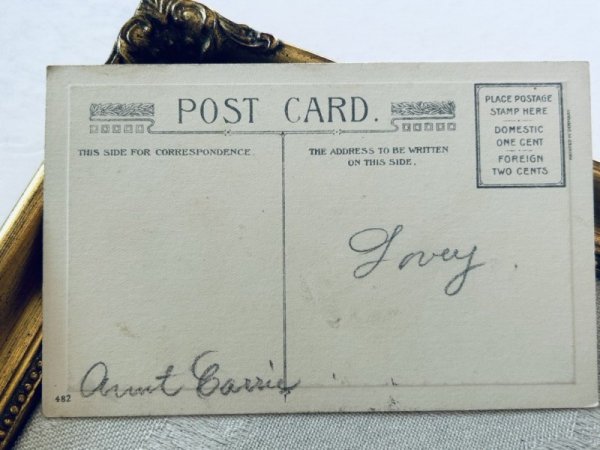 POST CARD.
THIS SIDE FOR CORRESPONDENCE
THE ADDRESS TO BE WRITTEN
ON THIS SIDE.
PLACE POSTAGE
STAMP HERE
DOMESTIC
ONE CENT
FOREIGN
TWO CENTS
Lovey.
Aunt Carrie
482